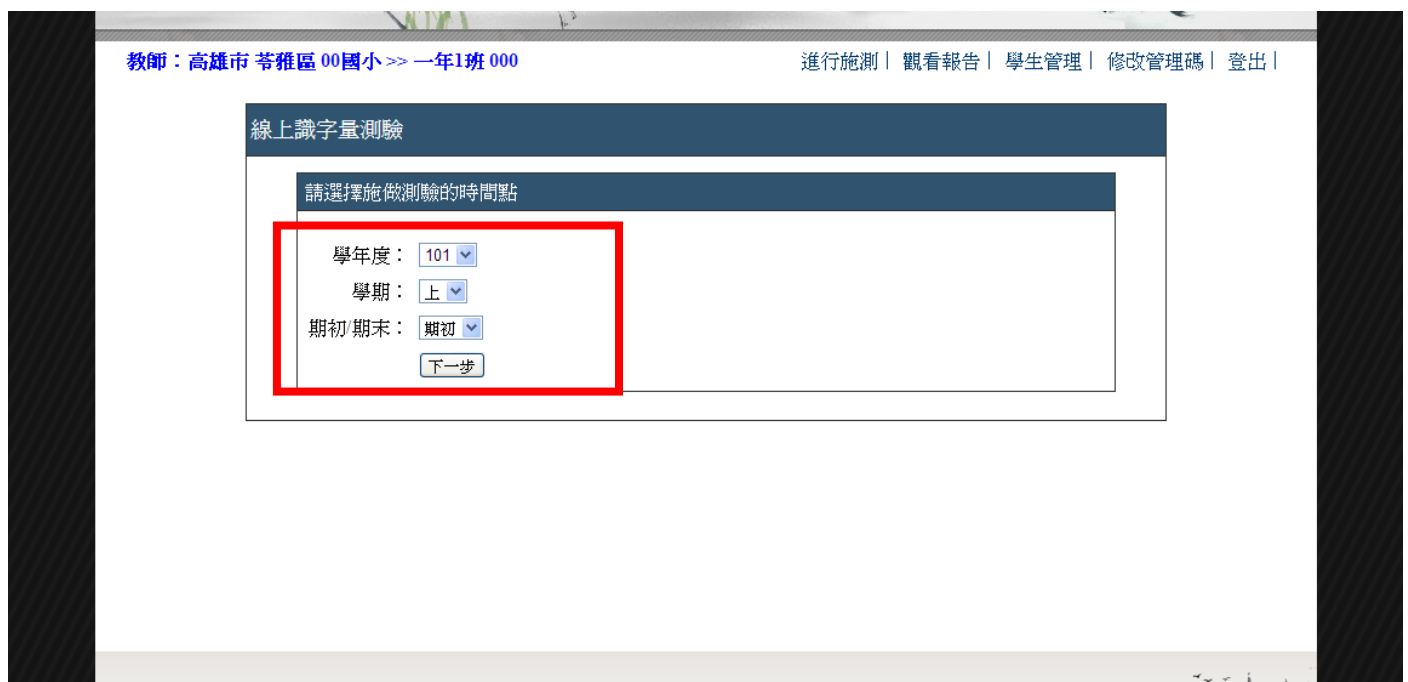 教師：高雄市 苓雅區 00國小 >> 一年1班 000
進行施測｜ 觀看報告｜ 學生管理｜ 修改管理碼｜ 登出｜
線上識字量測驗
請選擇施做測驗的時間點
學年度： 101
學期： 上
期初/期末： 期初
下一步